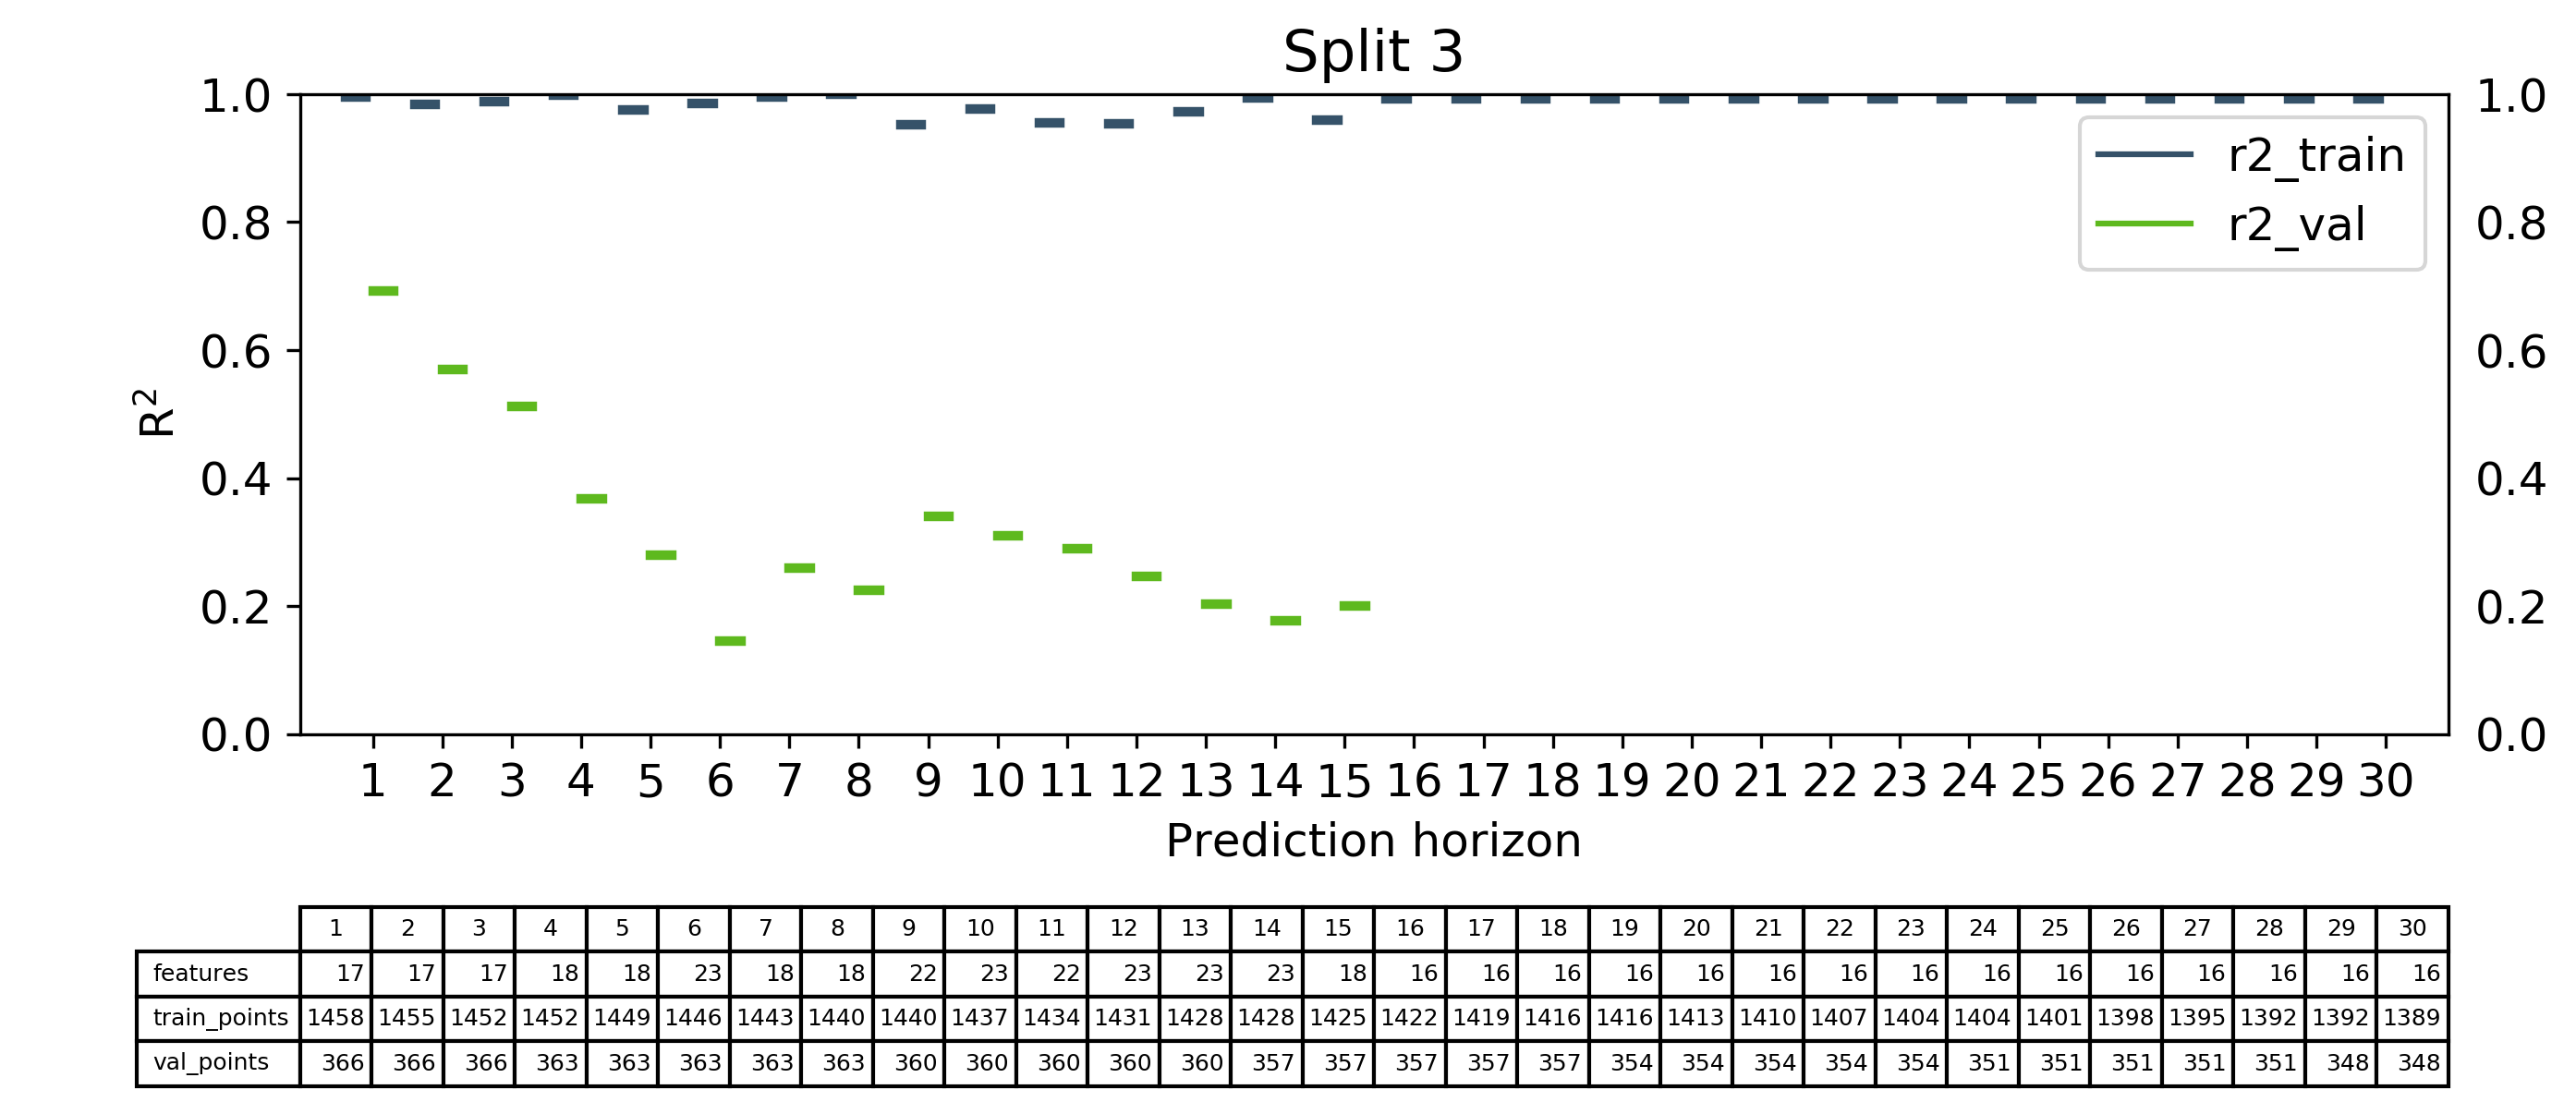 Split 3
1.0 1.0
r2_train
0.8 r2_val 0.8
0.6 0.6
R²
0.4 0.4
0.2 0.2
0.0 0.0
1 2 3 4 5 6 7 8 9 10 11 12 13 14 15 16 17 18 19 20 21 22 23 24 25 26 27 28 29 30
Prediction horizon
1 2 3 4 5 6 7 8 9 10 11 12 13 14 15 16 17 18 19 20 21 22 23 24 25 26 27 28 29 30
features 17 17 17 18 18 23 18 18 22 23 22 23 23 23 18 16 16 16 16 16 16 16 16 16 16 16 16 16 16 16
train_points 1458 1455 1452 1452 1449 1446 1443 1440 1440 1437 1434 1431 1428 1428 1425 1422 1419 1416 1416 1413 1410 1407 1404 1404 1401 1398 1395 1392 1392 1389
val_points 366 366 366 363 363 363 363 363 360 360 360 360 360 357 357 357 357 357 354 354 354 354 354 351 351 351 351 351 348 348